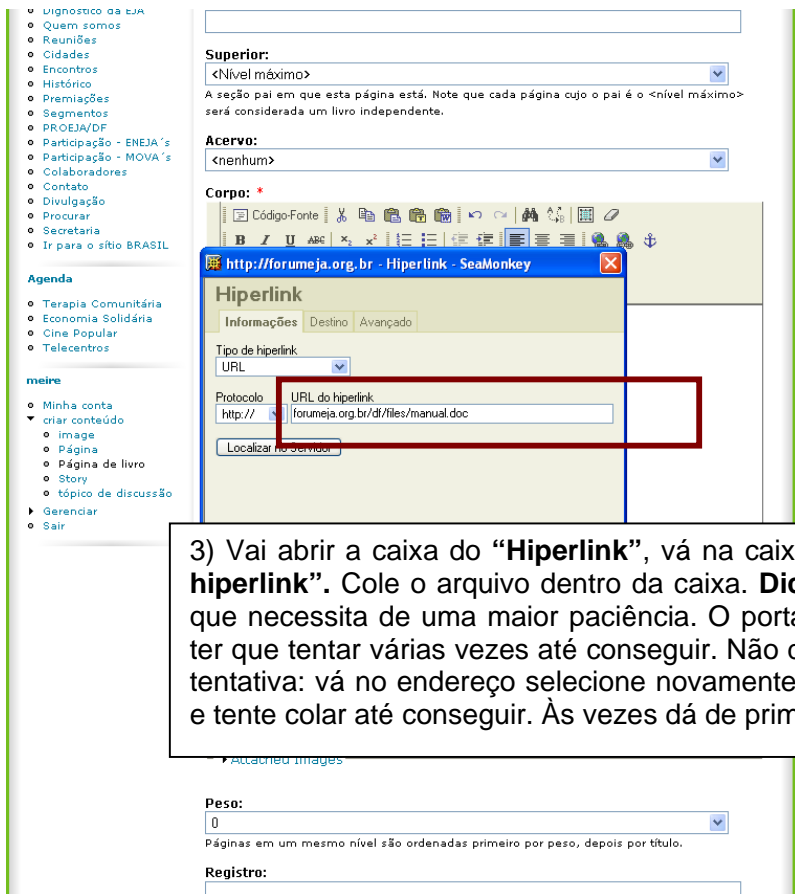 Dignostico da EJA
Quem somos
Reuniões
Cidades
Encontros
Histórico
Premiações
Segmentos
PROEJA/DF
Participação - ENEJA´s
Participação - MOVA´s
Colaboradores
Contato
Divulgação
Procurar
Secretaria
Ir para o sítio BRASIL
Agenda
Terapia Comunitária
Economia Solidária
Cine Popular
Telecentros
meire
Minha conta
criar conteúdo
image
Página
Página de livro
Story
tópico de discussão
Gerenciar
Sair
Superior:
<Nível máximo>
A seção pai em que esta página está. Note que cada página cujo o pai é o <nível máximo>
será considerada um livro independente.
Acervo:
<nenhum>
Corpo: *
Código-Fonte
B I U ABC x₂ x²
http://forumeja.org.br - Hiperlink - SeaMonkey
Hiperlink
Informações Destino Avançado
Tipo de hiperlink
URL
Protocolo URL do hiperlink
http:// forumeja.org.br/df/files/manual.doc
Localizar no Servidor
3) Vai abrir a caixa do “Hiperlink”, vá na caix
hiperlink”. Cole o arquivo dentro da caixa. Dic
que necessita de uma maior paciência. O porta
ter que tentar várias vezes até conseguir. Não d
tentativa: vá no endereço selecione novamente
e tente colar até conseguir. Às vezes dá de prim
Attached Images
Peso:
0
Páginas em um mesmo nível são ordenadas primeiro por peso, depois por título.
Registro: